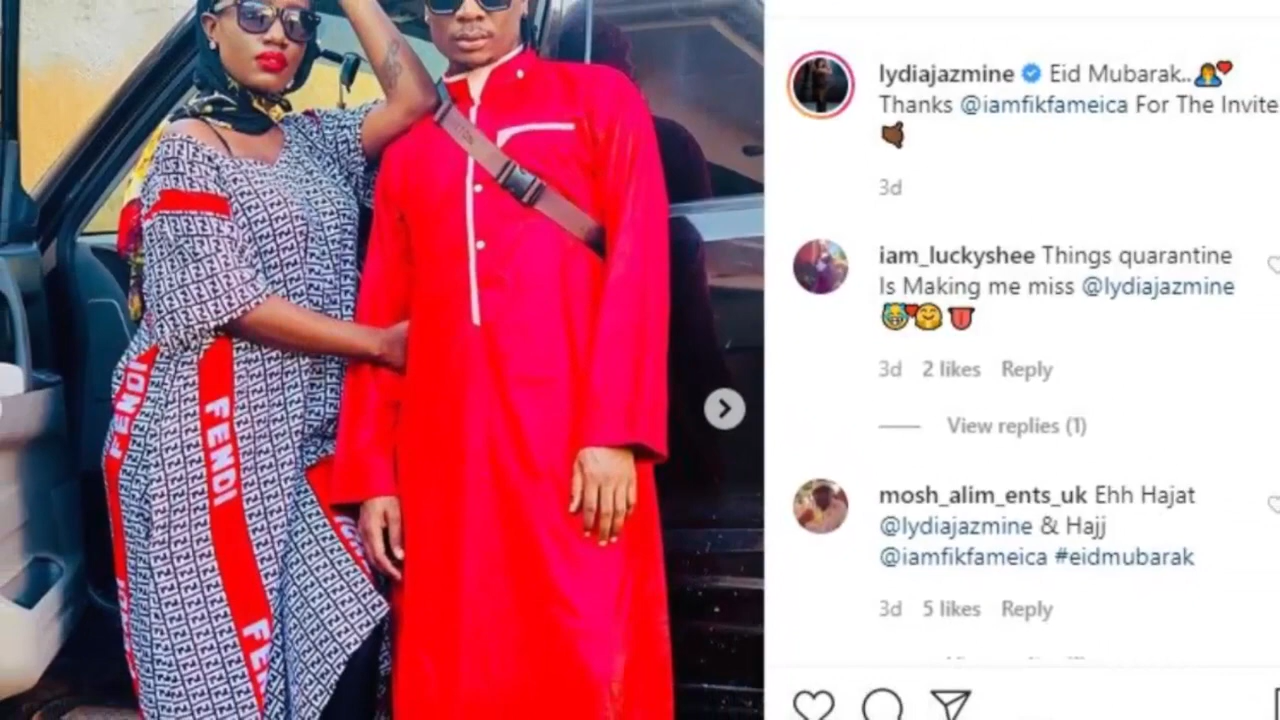 lydiajazmine Eid Mubarak..
Thanks @iamfikfameica For The Invite
3d
iam_luckyshee Things quarantine
Is Making me miss @lydiajazmine
3d 2 likes Reply
View replies (1)
mosh_alim_ents_uk Ehh Hajat
@lydiajazmine & Hajj
@iamfikfameica #eidmubarak
3d 5 likes Reply
FENDI
FENDI
FE